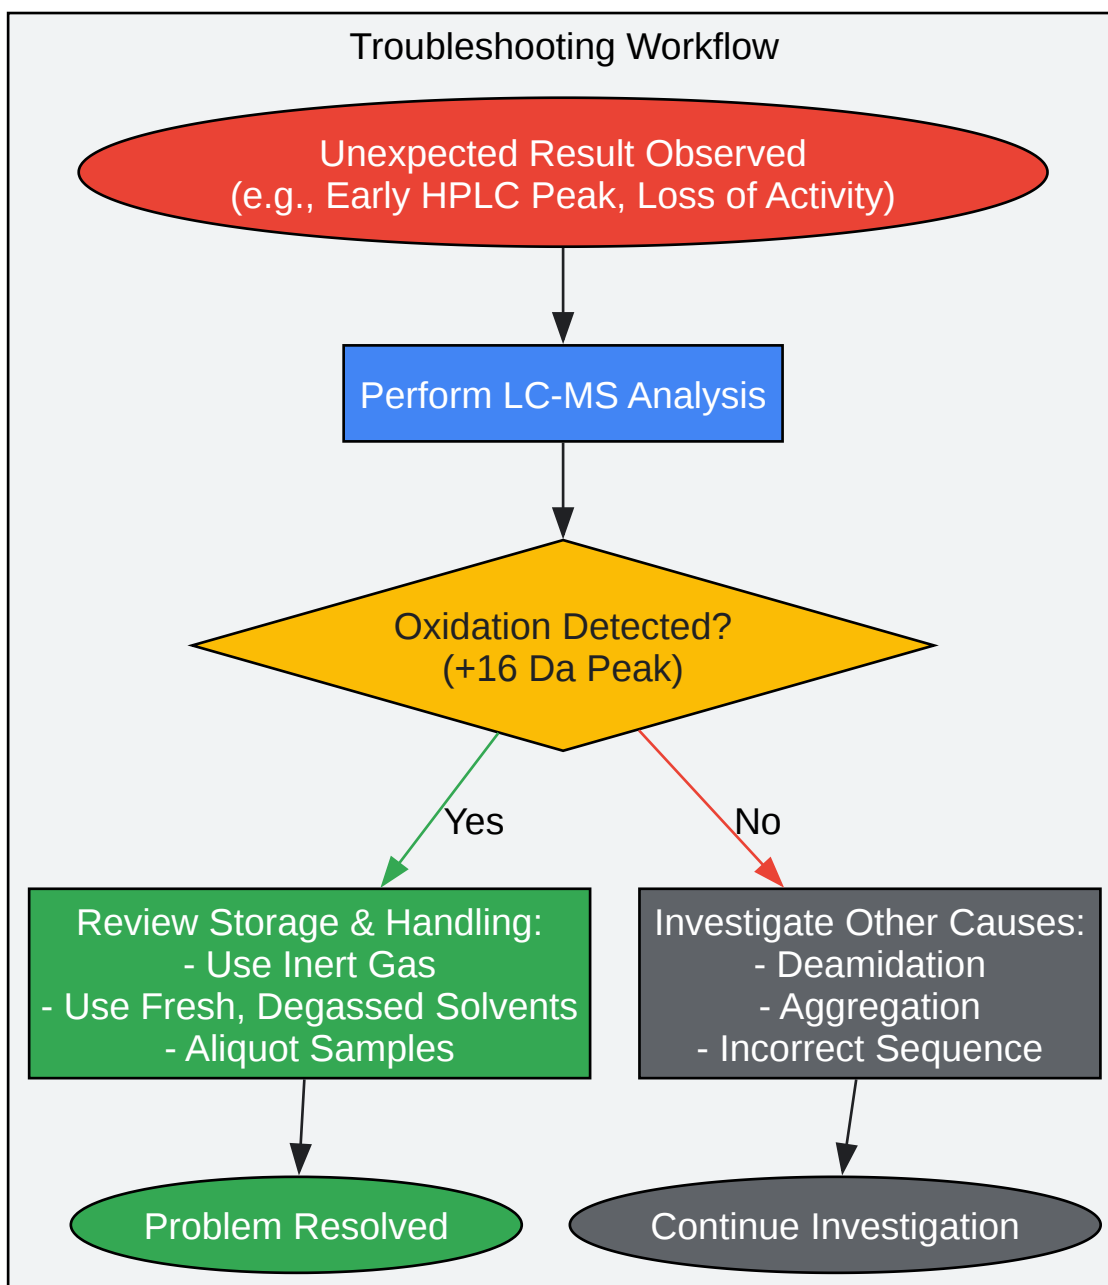 Troubleshooting Workflow
Unexpected Result Observed
(e.g., Early HPLC Peak, Loss of Activity)
Perform LC-MS Analysis
Oxidation Detected?
(+16 Da Peak)
Yes
No
Review Storage & Handling:
- Use Inert Gas
- Use Fresh, Degassed Solvents
- Aliquot Samples
Investigate Other Causes:
- Deamidation
- Aggregation
- Incorrect Sequence
Problem Resolved
Continue Investigation